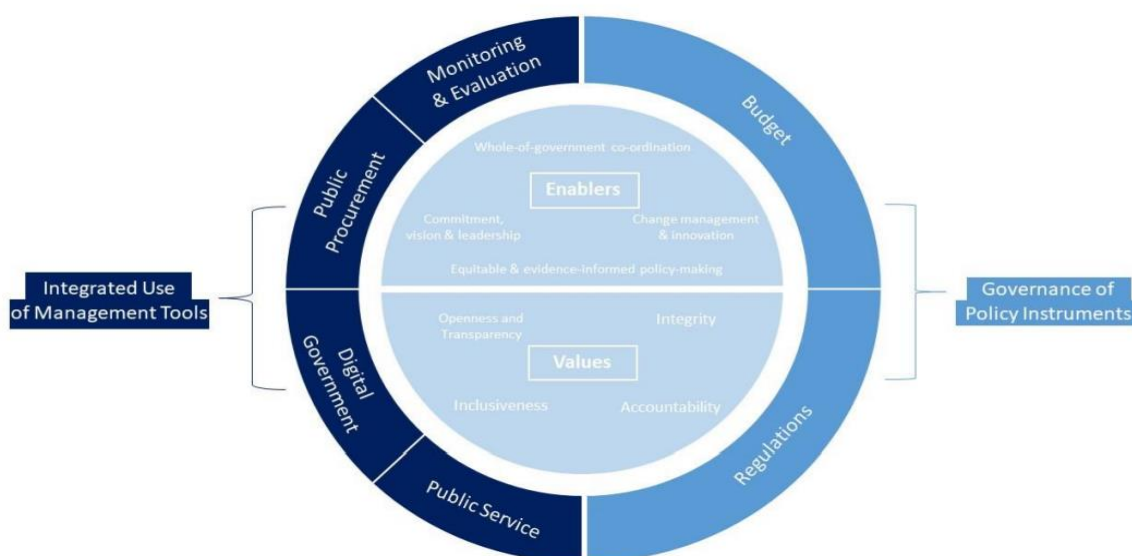 Monitoring
& Evaluation
Budget
Public
Procurement
Whole-of-government co-ordination
Enablers
Commitment,
vision & leadership
Change management
& innovation
Equitable & evidence-informed policy-making
Integrated Use
of Management Tools
Governance of
Policy Instruments
Openness and
Transparency
Integrity
Values
Inclusiveness
Accountability
Digital
Government
Regulations
Public Service